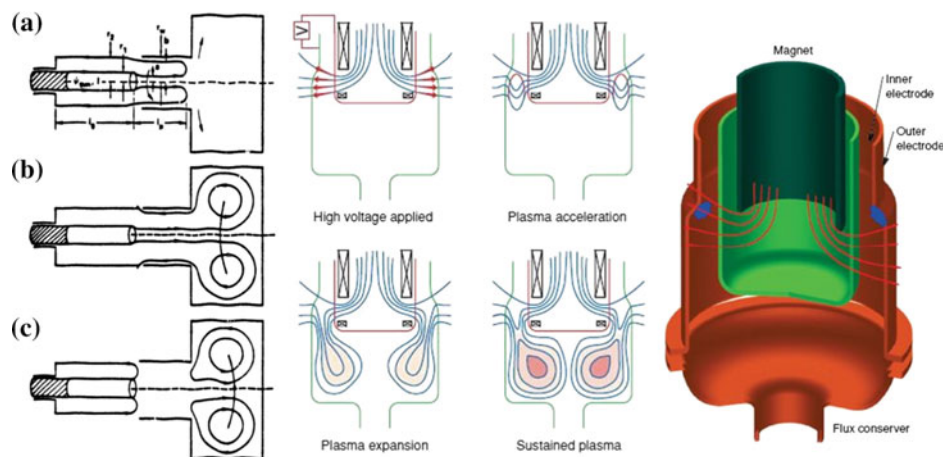 (a)
(b)
(c)
V
High voltage applied
Plasma acceleration
Plasma expansion
Sustained plasma
Magnet
Inner
electrode
Outer
electrode
Flux conserver